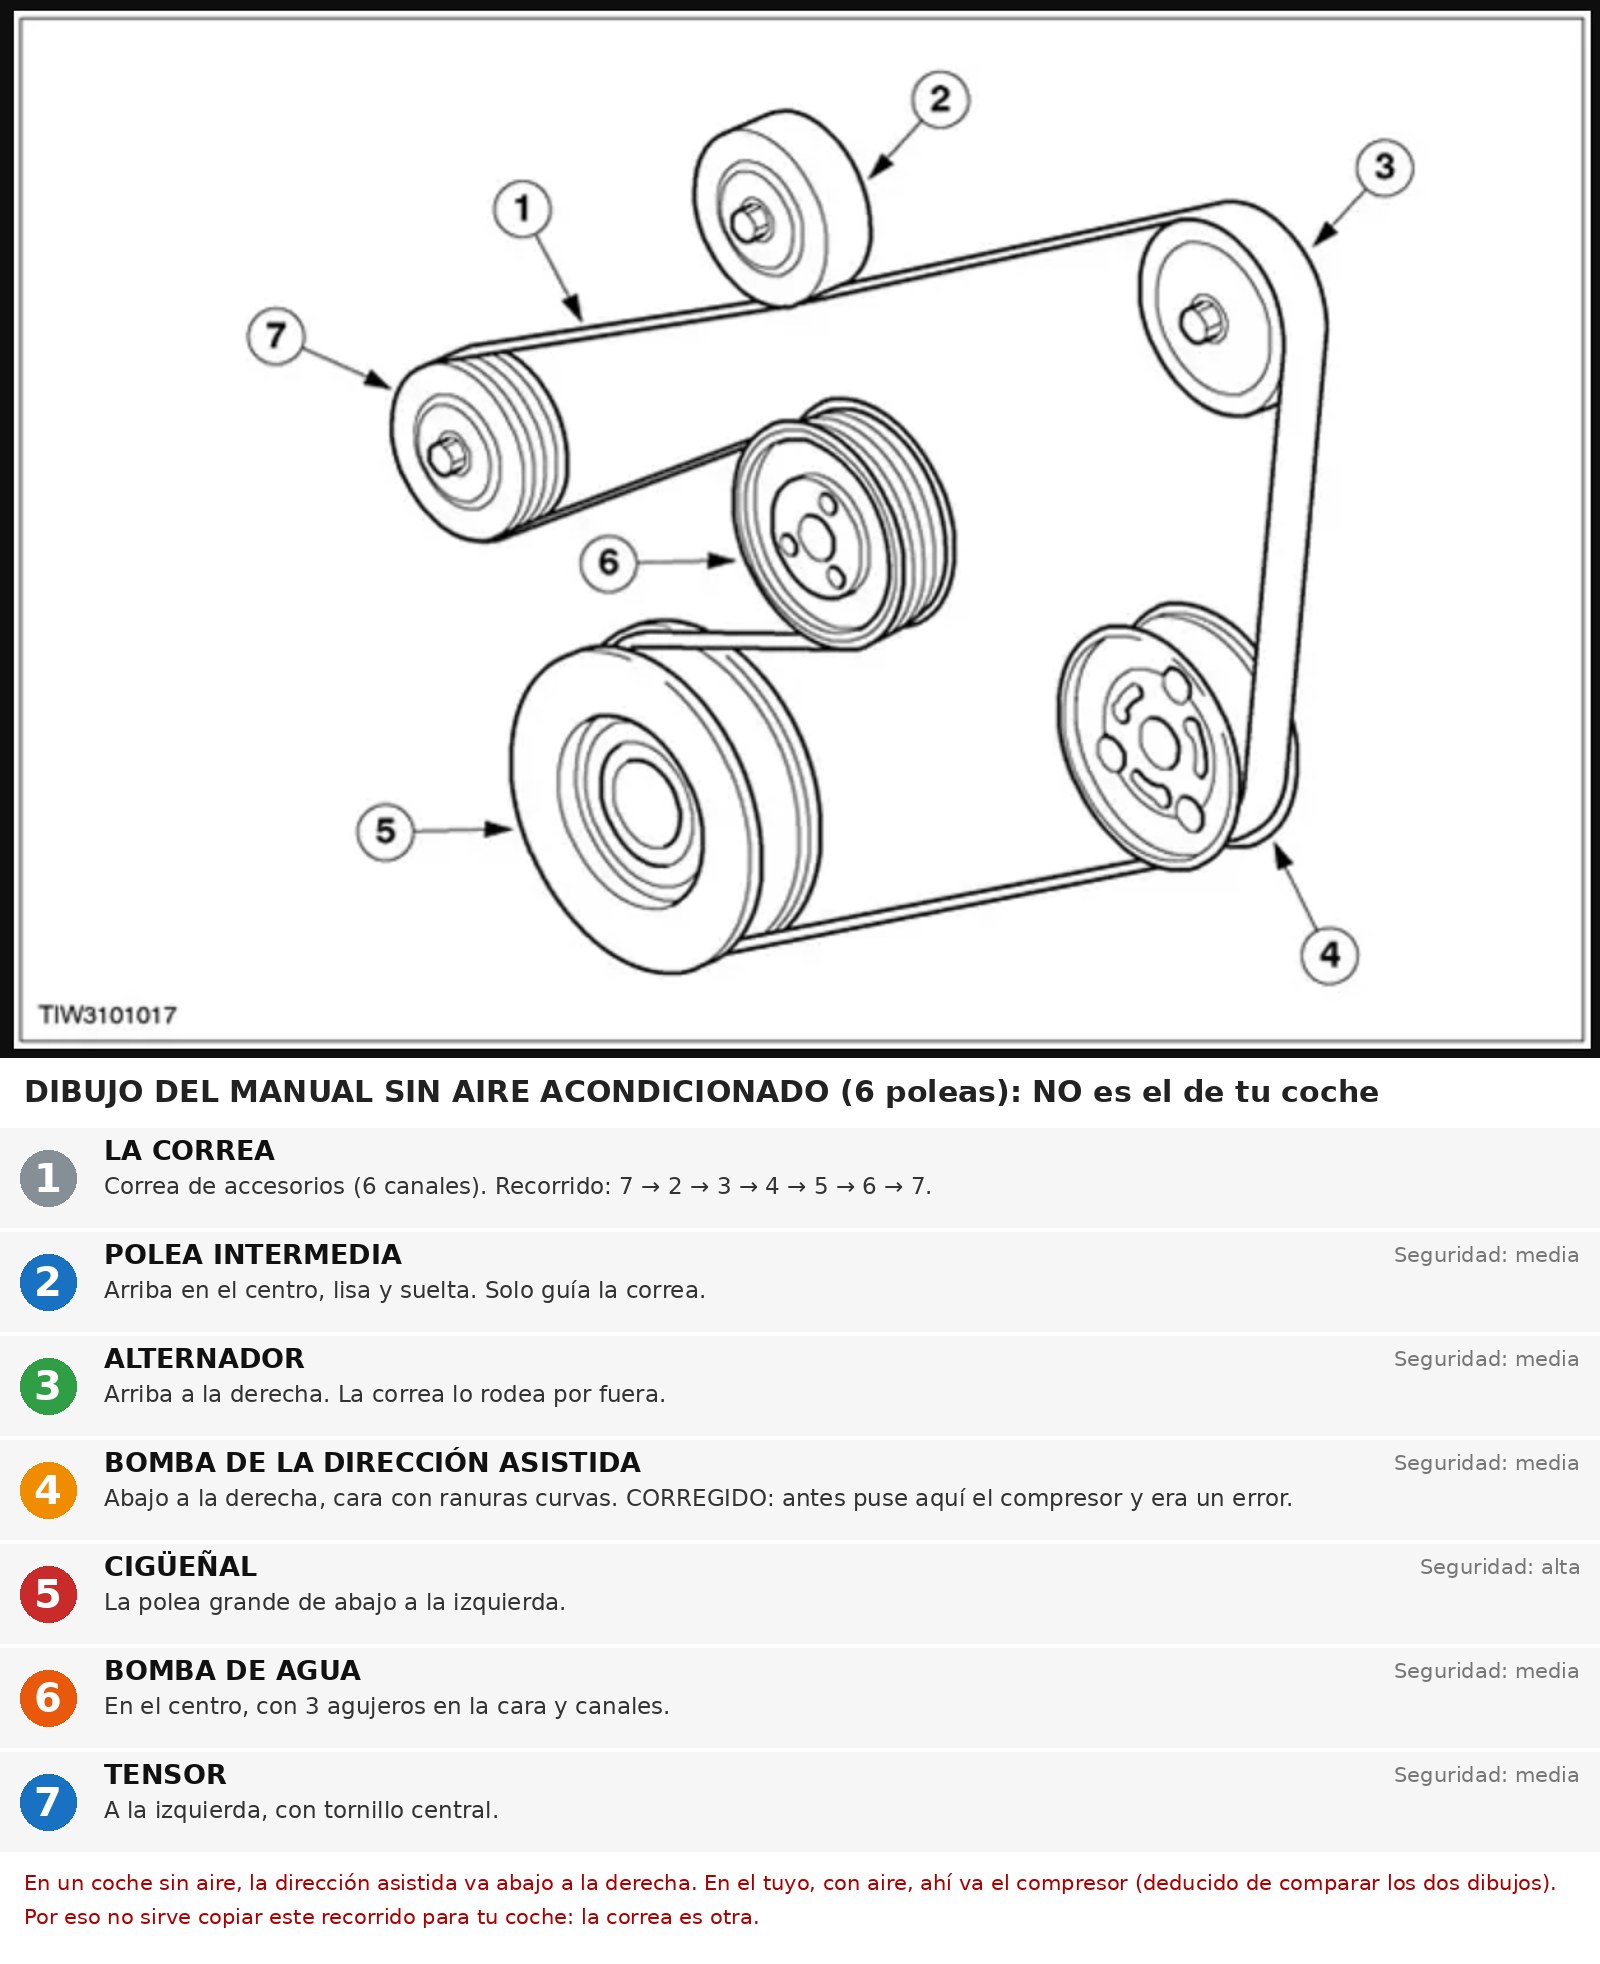 2
3
1
7
6
5
4
TIW3101017
DIBUJO DEL MANUAL SIN AIRE ACONDICIONADO (6 poleas): NO es el de tu coche
1
LA CORREA
Correa de accesorios (6 canales). Recorrido: 7 → 2 → 3 → 4 → 5 → 6 → 7.
2
POLEA INTERMEDIA
Seguridad: media
Arriba en el centro, lisa y suelta. Solo guía la correa.
3
ALTERNADOR
Seguridad: media
Arriba a la derecha. La correa lo rodea por fuera.
4
BOMBA DE LA DIRECCIÓN ASISTIDA
Seguridad: media
Abajo a la derecha, cara con ranuras curvas. CORREGIDO: antes puse aquí el compresor y era un error.
5
CIGÜEÑAL
Seguridad: alta
La polea grande de abajo a la izquierda.
6
BOMBA DE AGUA
Seguridad: media
En el centro, con 3 agujeros en la cara y canales.
7
TENSOR
Seguridad: media
A la izquierda, con tornillo central.
En un coche sin aire, la dirección asistida va abajo a la derecha. En el tuyo, con aire, ahí va el compresor (deducido de comparar los dos dibujos).
Por eso no sirve copiar este recorrido para tu coche: la correa es otra.